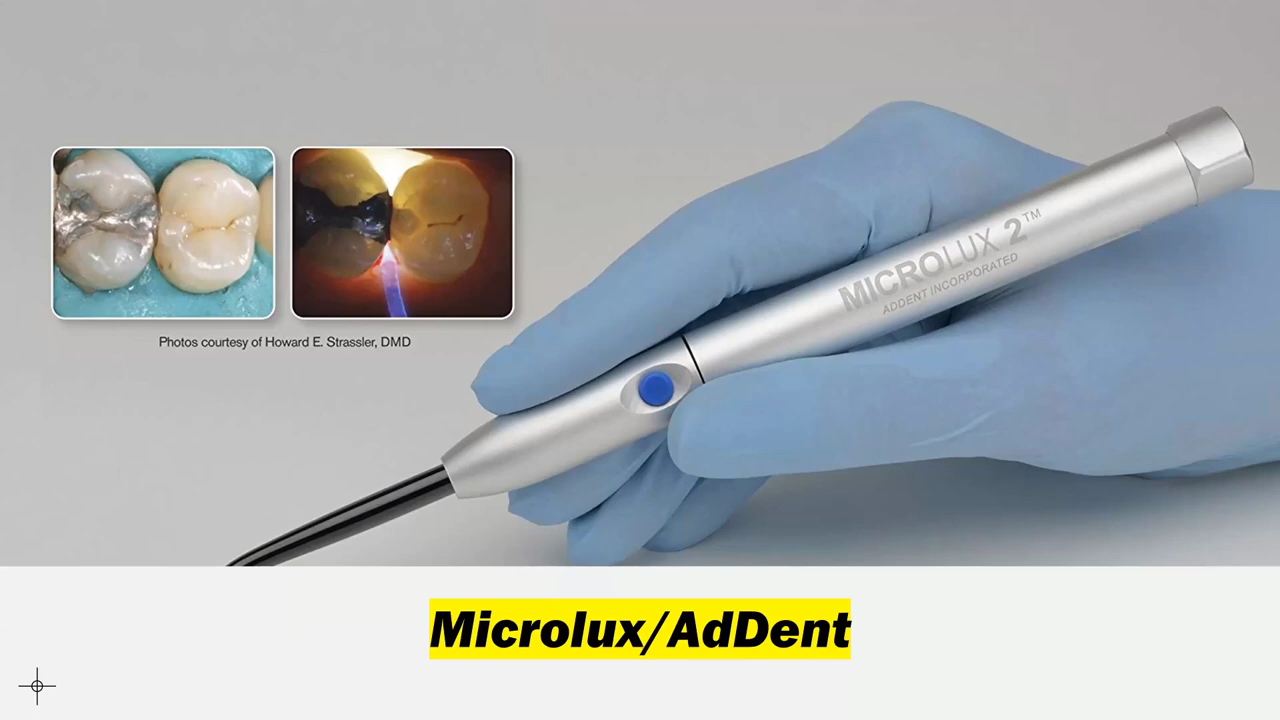 Photos courtesy of Howard E. Strassler, DMD
MICROLUX 2™
ADDENT INCORPORATED
Microlux/AdDent